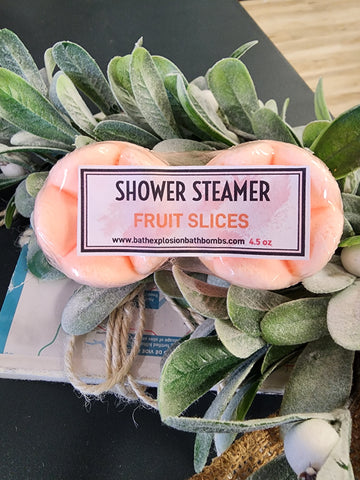 SHOWER STEAMER
FRUIT SLICES
www.bathexplosionbathbombs.com 4.5 oz